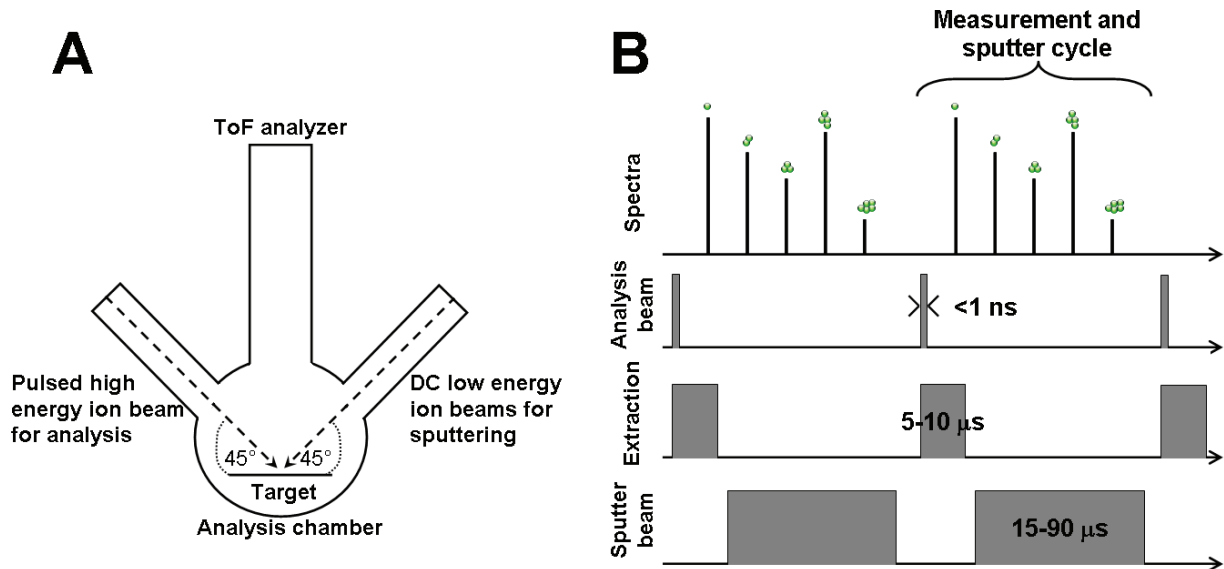 A
ToF analyzer
Pulsed high
energy ion beam
for analysis
DC low energy
ion beams for
sputtering
45°
45°
Target
Analysis chamber
B
Measurement and
sputter cycle
Spectra
Analysis
beam
<1 ns
Extraction
5-10 μs
Sputter
beam
15-90 μs